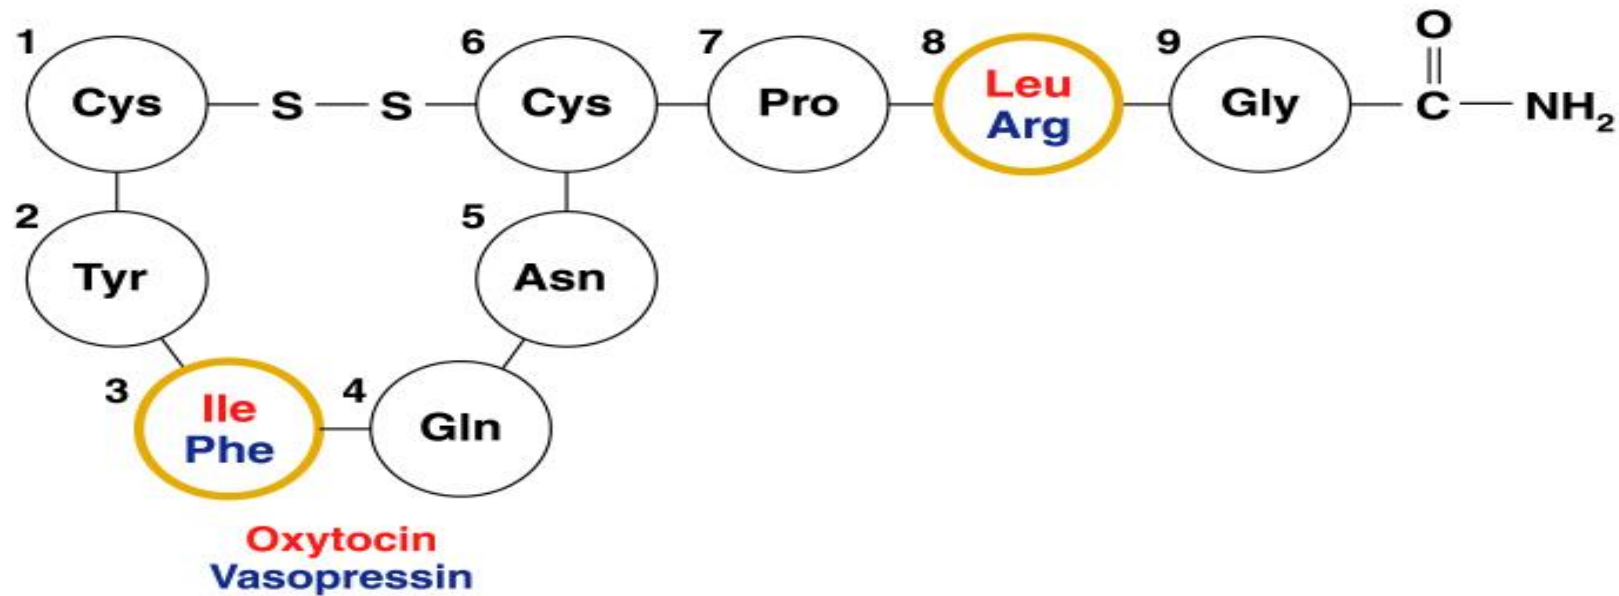 1
Cys
S
S
6
Cys
7
Pro
8
Leu
Arg
9
Gly
O
C
NH₂
2
Tyr
5
Asn
3
Ile
Phe
4
Gln
Oxytocin
Vasopressin